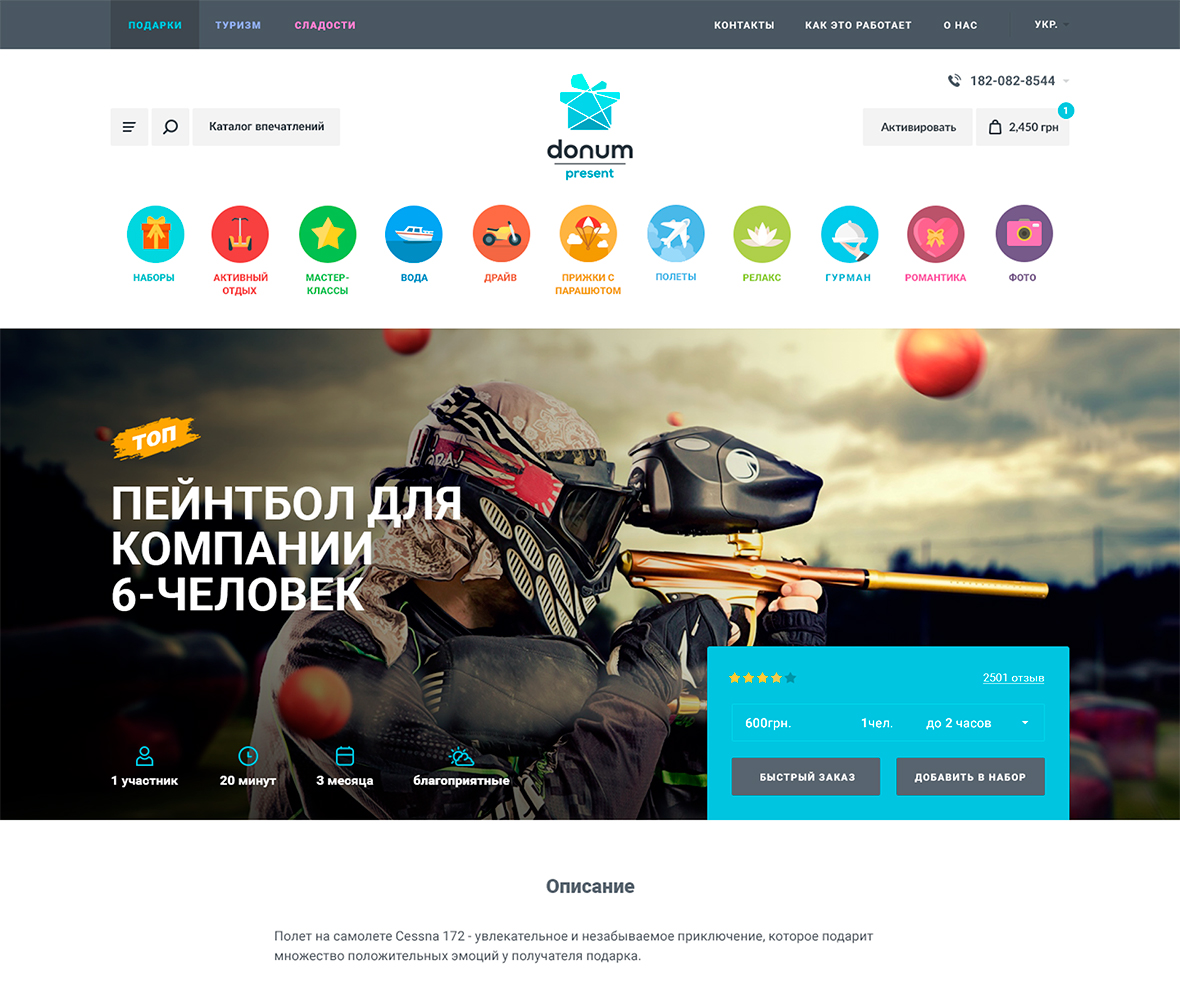 ПОДАРКИ ТУРИЗМ СЛАДОСТИ КОНТАКТЫ КАК ЭТО РАБОТАЕТ О НАС УКР.
182-082-8544
1
Каталог впечатлений
Активировать 2,450 грн
donum
present
НАБОРЫ АКТИВНЫЙ МАСТЕР- ВОДА ДРАЙВ ПРИЖКИ С ПОЛЕТЫ РЕЛАКС ГУРМАН РОМАНТИКА ФОТО
ОТДЫХ КЛАССЫ ПАРАШЮТОМ
ТОП
ПЕЙНТБОЛ ДЛЯ
КОМПАНИИ
6-ЧЕЛОВЕК
2501 отзыв
600грн. 1чел. до 2 часов
БЫСТРЫЙ ЗАКАЗ ДОБАВИТЬ В НАБОР
1 участник 20 минут 3 месяца благоприятные
Описание
Полет на самолете Cessna 172 - увлекательное и незабываемое приключение, которое подарит
множество положительных эмоций у получателя подарка.